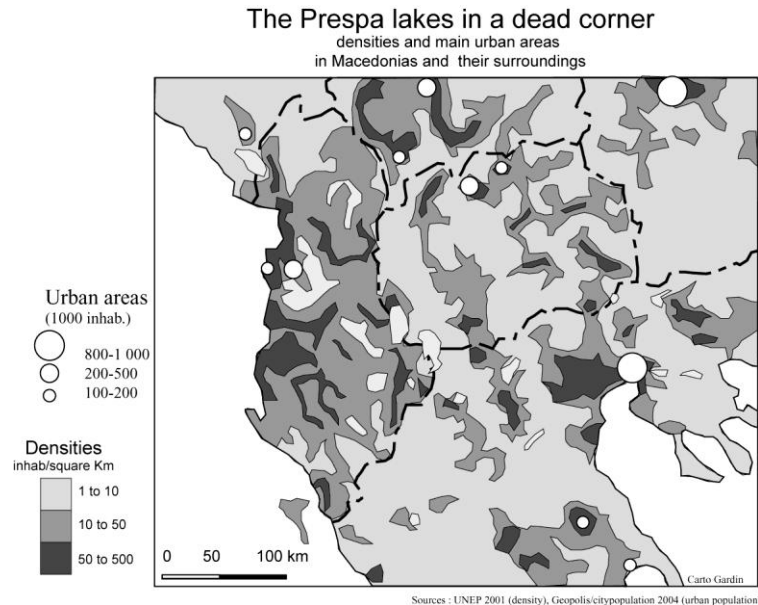 The Prespa lakes in a dead corner
densities and main urban areas
in Macedonias and their surroundings
Urban areas
(1000 inhab.)
800-1 000
200-500
100-200
Densities
inhab/square Km
1 to 10
10 to 50
50 to 500
0 50 100 km
Carto Gardin
Sources : UNEP 2001 (density), Geopolis/citypopulation 2004 (urban population